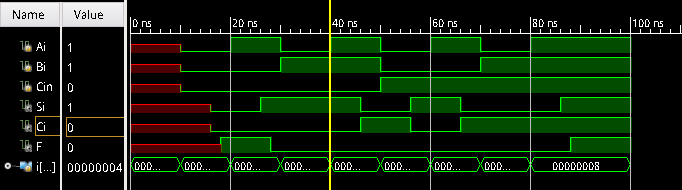 Name Value 0 ns 20 ns 40 ns 60 ns 80 ns 100 ns
Ai 1
Bi 1
Cin 0
Si 1
Ci 0
F 0
i[...] 00000004 000... 000... 000... 000... 000... 000... 000... 000... 00000008